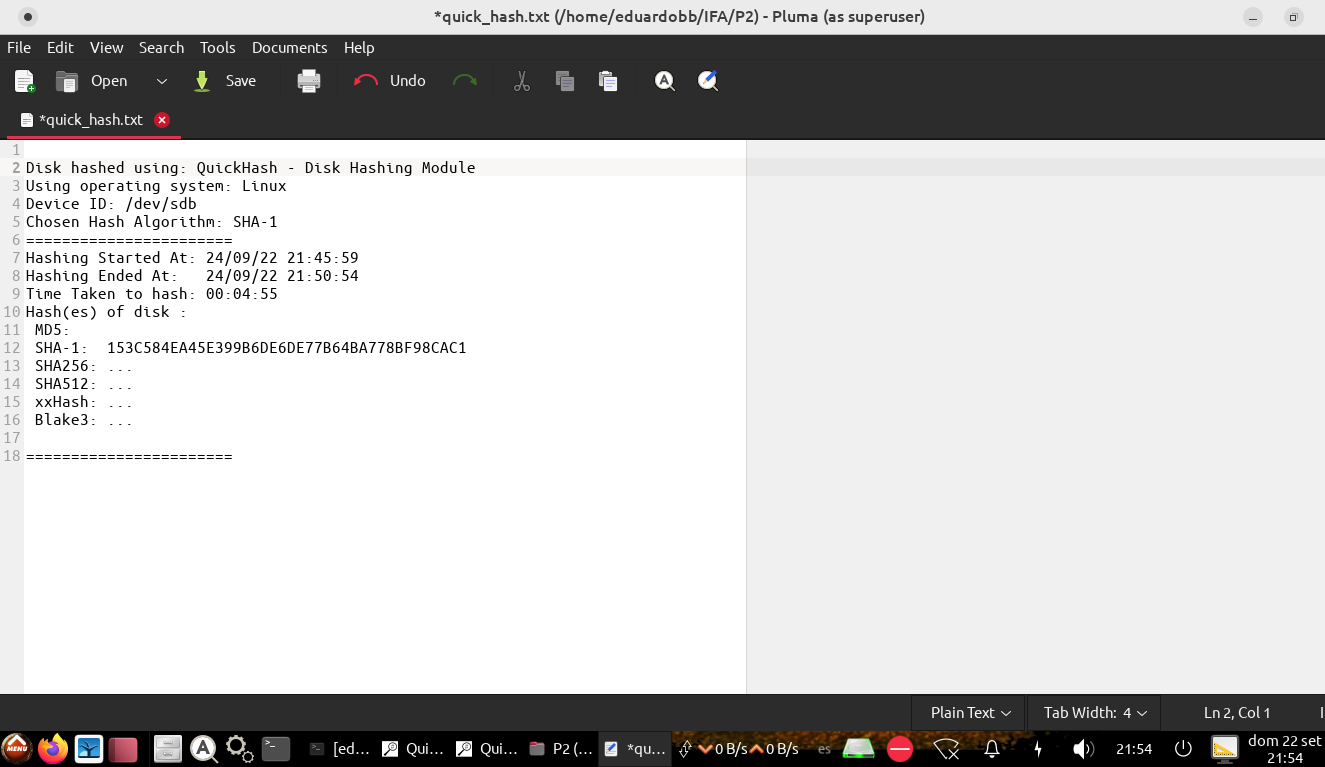 *quick_hash.txt (/home/eduardobb/IFA/P2) - Pluma (as superuser)
File Edit View Search Tools Documents Help
Open Save Undo
*quick_hash.txt
1
2 Disk hashed using: QuickHash - Disk Hashing Module
3 Using operating system: Linux
4 Device ID: /dev/sdb
5 Chosen Hash Algorithm: SHA-1
6 =======================
7 Hashing Started At: 24/09/22 21:45:59
8 Hashing Ended At:   24/09/22 21:50:54
9 Time Taken to hash: 00:04:55
10 Hash(es) of disk :
11  MD5:
12  SHA-1:  153C584EA45E399B6DE6DE77B64BA778BF98CAC1
13  SHA256: ...
14  SHA512: ...
15  xxHash: ...
16  Blake3: ...
17
18 =======================
Plain Text Tab Width: 4 Ln 2, Col 1 I
MENU [ed... Qui... Qui... P2 (... *qu... 0 B/s 0 B/s es 21:54 dom 22 set
21:54